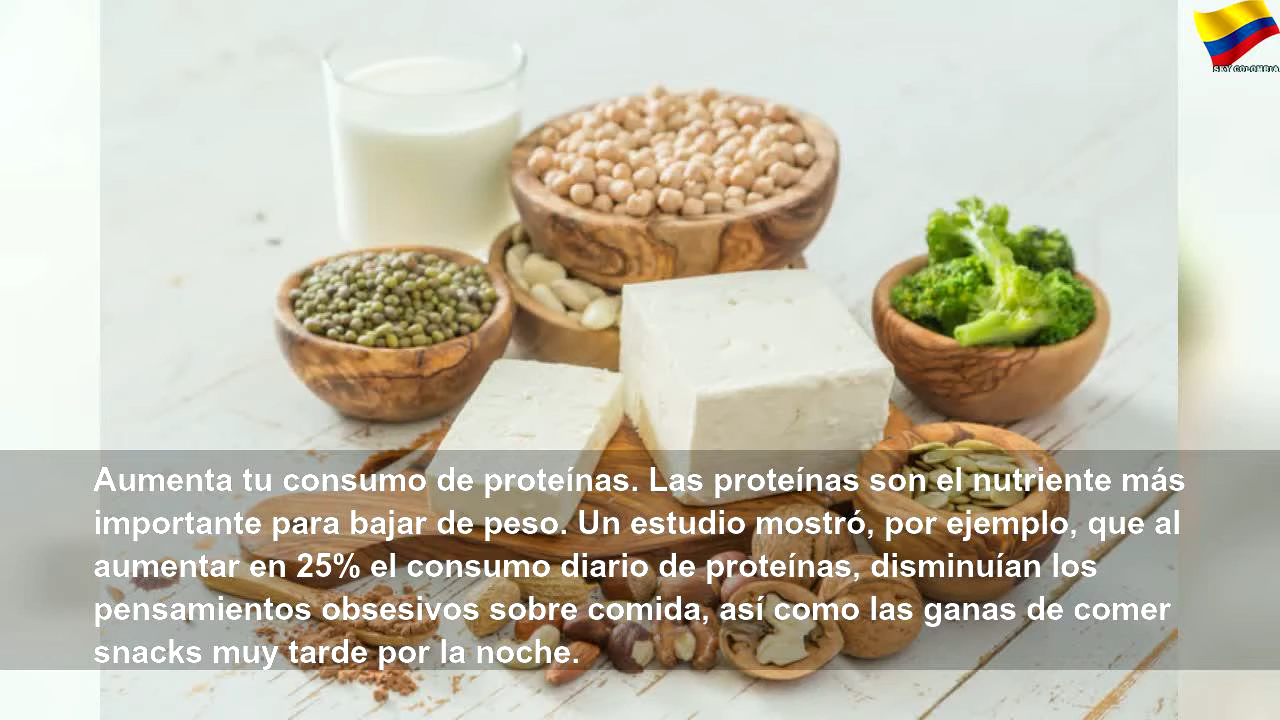 SKY COLOMBIA
Aumenta tu consumo de proteínas. Las proteínas son el nutriente más
importante para bajar de peso. Un estudio mostró, por ejemplo, que al
aumentar en 25% el consumo diario de proteínas, disminuían los
pensamientos obsesivos sobre comida, así como las ganas de comer
snacks muy tarde por la noche.